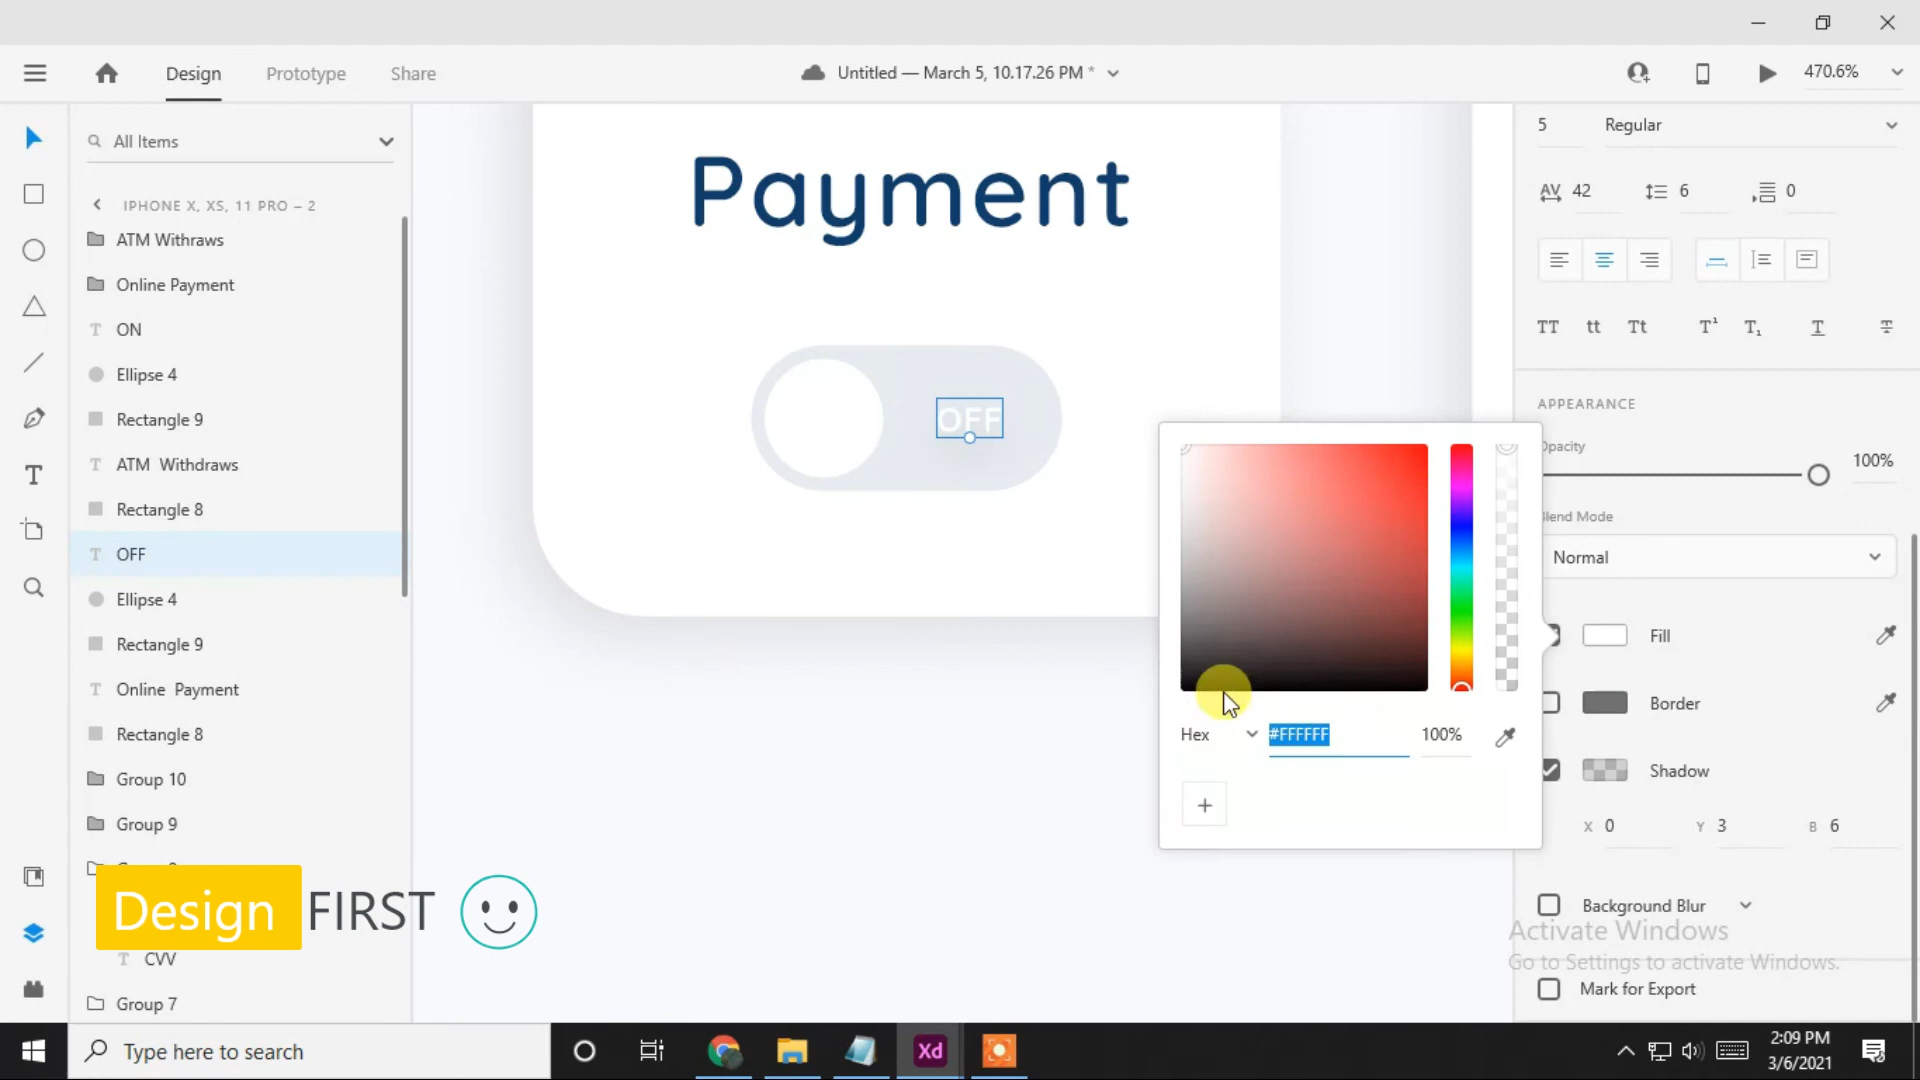 Design
Prototype
Share
Untitled — March 5, 10.17.26 PM *
470.6%
All Items
IPHONE X, XS, 11 PRO – 2
ATM Withraws
Online Payment
ON
Ellipse 4
Rectangle 9
ATM  Withdraws
Rectangle 8
OFF
Ellipse 4
Rectangle 9
Online  Payment
Rectangle 8
Group 10
Group 9
CVV
Group 7
Design FIRST
Payment
OFF
Hex
#FFFFFF
100%
5
Regular
AV 42
6
0
TT tt Tt T¹ T₁ T T
APPEARANCE
Opacity
100%
Blend Mode
Normal
Fill
Border
Shadow
X 0
Y 3
B 6
Background Blur
Activate Windows
Go to Settings to activate Windows.
Mark for Export
Type here to search
Xd
2:09 PM
3/6/2021